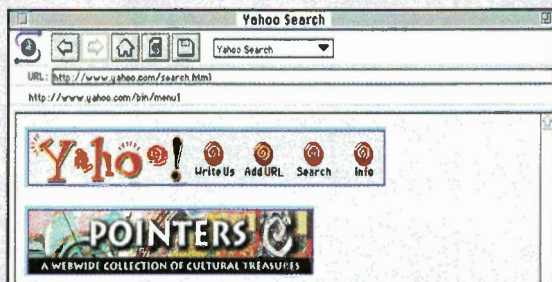 Yahoo Search
Yahoo Search
URL: http://www.yahoo.com/search.html
http://www.yahoo.com/bin/menu1
Yahoo!
Write Us Add URL Search Info
POINTERS
A WEBWIDE COLLECTION OF CULTURAL TREASURES